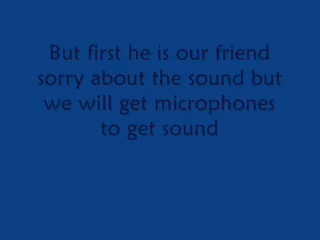 But first he is our friend
sorry about the sound but
we will get microphones
to get sound